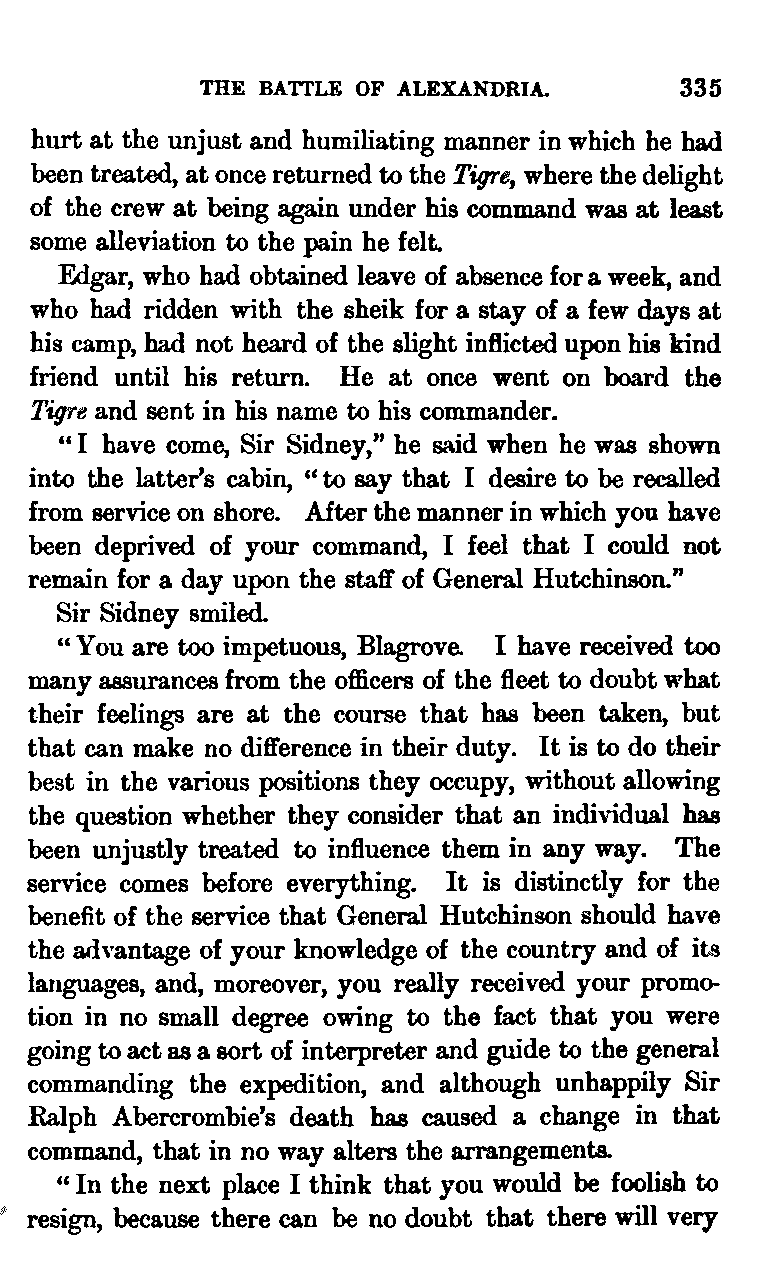 THE BATTLE OF ALEXANDRIA. 335
hurt at the unjust and humiliating manner in which he had
been treated, at once returned to the Tigre, where the delight
of the crew at being again under his command was at least
some alleviation to the pain he felt.
Edgar, who had obtained leave of absence for a week, and
who had ridden with the sheik for a stay of a few days at
his camp, had not heard of the slight inflicted upon his kind
friend until his return. He at once went on board the
Tigre and sent in his name to his commander.
"I have come, Sir Sidney," he said when he was shown
into the latter's cabin, "to say that I desire to be recalled
from service on shore. After the manner in which you have
been deprived of your command, I feel that I could not
remain for a day upon the staff of General Hutchinson."
Sir Sidney smiled.
"You are too impetuous, Blagrove. I have received too
many assurances from the officers of the fleet to doubt what
their feelings are at the course that has been taken, but
that can make no difference in their duty. It is to do their
best in the various positions they occupy, without allowing
the question whether they consider that an individual has
been unjustly treated to influence them in any way. The
service comes before everything. It is distinctly for the
benefit of the service that General Hutchinson should have
the advantage of your knowledge of the country and of its
languages, and, moreover, you really received your promo-
tion in no small degree owing to the fact that you were
going to act as a sort of interpreter and guide to the general
commanding the expedition, and although unhappily Sir
Ralph Abercrombie's death has caused a change in that
command, that in no way alters the arrangements.
"In the next place I think that you would be foolish to
resign, because there can be no doubt that there will very